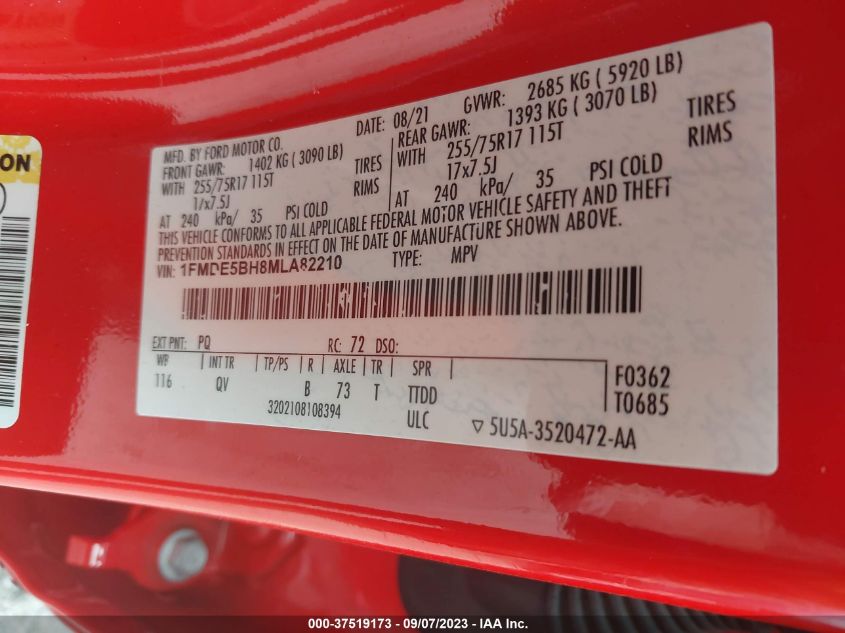 ON
MFD. BY FORD MOTOR CO.
DATE: 08/21
GVWR: 2685 KG ( 5920 LB)
FRONT GAWR: 1402 KG ( 3090 LB)
REAR GAWR: 1393 KG ( 3070 LB)
WITH 255/75R17 115T TIRES
WITH 255/75R17 115T TIRES
17x7.5J RIMS
17x7.5J RIMS
AT 240 kPa/ 35 PSI COLD
AT 240 kPa/ 35 PSI COLD
THIS VEHICLE CONFORMS TO ALL APPLICABLE FEDERAL MOTOR VEHICLE SAFETY AND THEFT
PREVENTION STANDARDS IN EFFECT ON THE DATE OF MANUFACTURE SHOWN ABOVE.
VIN: 1FMDE5BH8MLA82210
TYPE: MPV
EXT PNT: PQ RC: 72 DSO:
WB | INT TR | TP/PS | R | AXLE | TR | SPR |
116 QV B 73 T TTDD
3202108108394 ULC
F0362
T0685
▽ 5U5A-3520472-AA
000-37519173 - 09/07/2023 - © IAA Inc.